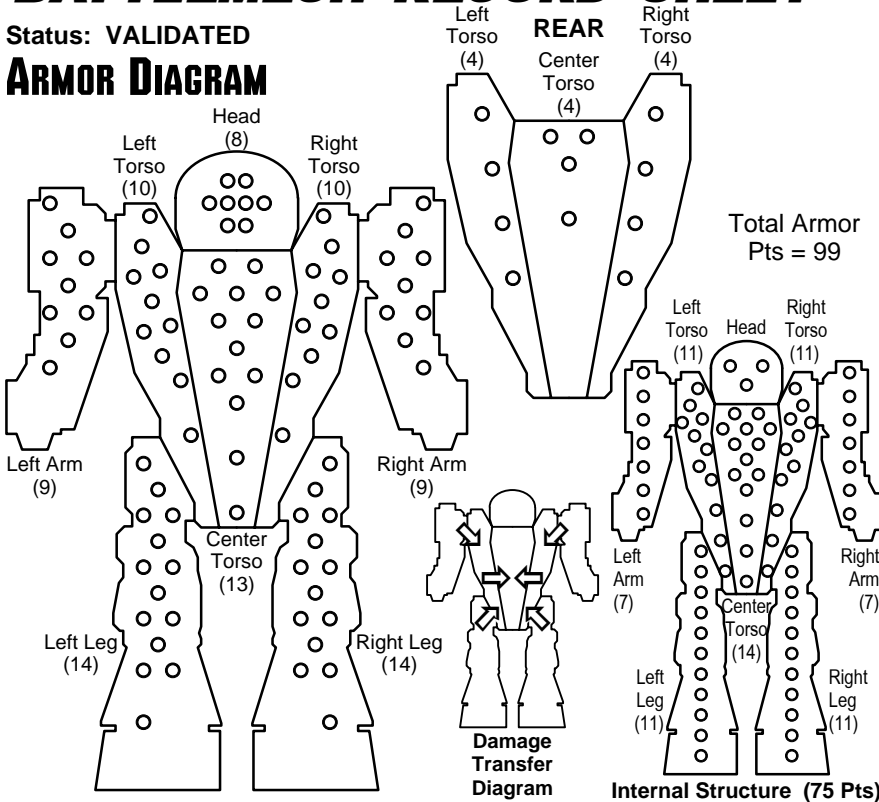 BATTLEMECH RECORD SHEET
Status: VALIDATED
ARMOR DIAGRAM
Head
(8)
Left
Torso
(10)
Right
Torso
(10)
Left Arm
(9)
Right Arm
(9)
Center
Torso
(13)
Left Leg
(14)
Right Leg
(14)
REAR
Left
Torso
(4)
Center
Torso
(4)
Right
Torso
(4)
Total Armor
Pts = 99
Damage
Transfer
Diagram
Left
Torso
(11)
Head
Right
Torso
(11)
Left
Arm
(7)
Right
Arm
(7)
Center
Torso
(14)
Left
Leg
(11)
Right
Leg
(11)
Internal Structure (75 Pts)